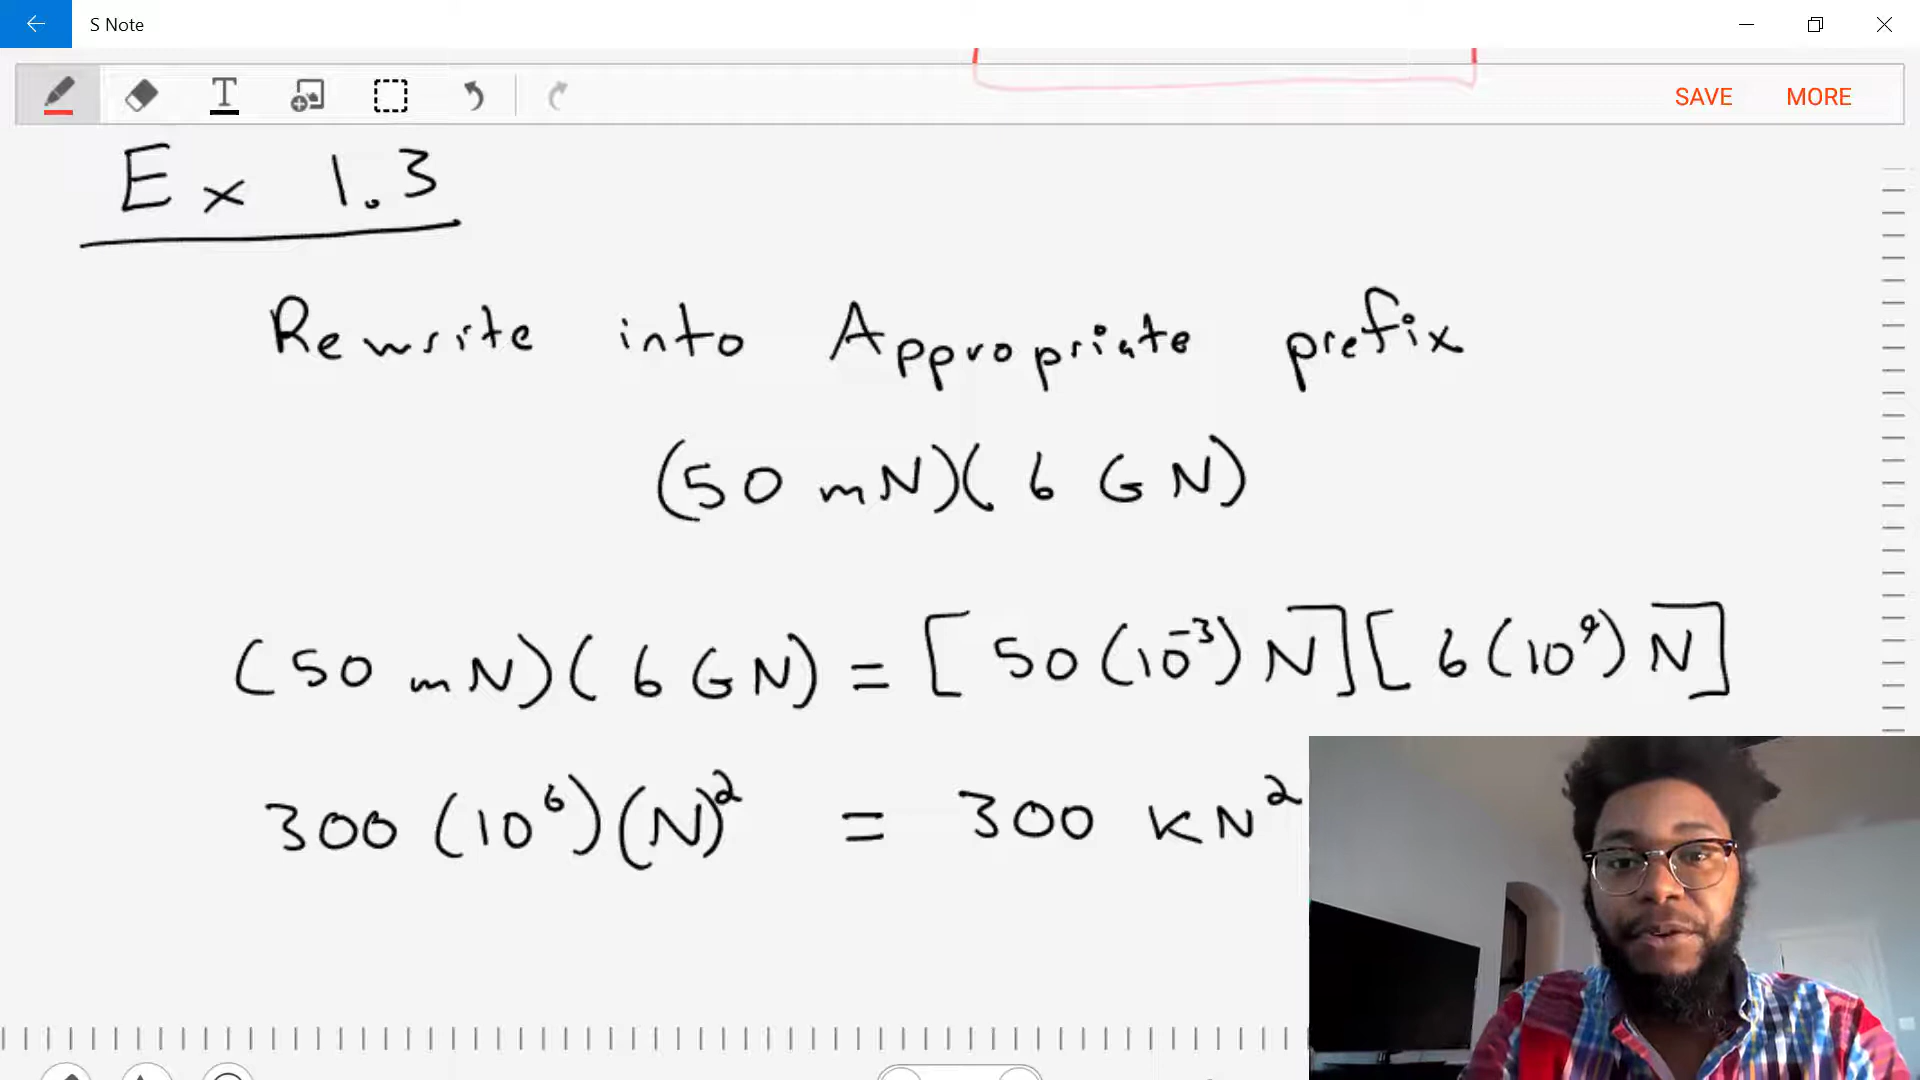 S Note
T
SAVE MORE
Ex 1.3
Rewrite into Appropriate prefix
(50 mN)(6 GN)
(50 mN)(6 GN) = [50(10⁻³)N][6(10⁹)N]
300(10⁶)(N)² = 300 kN²